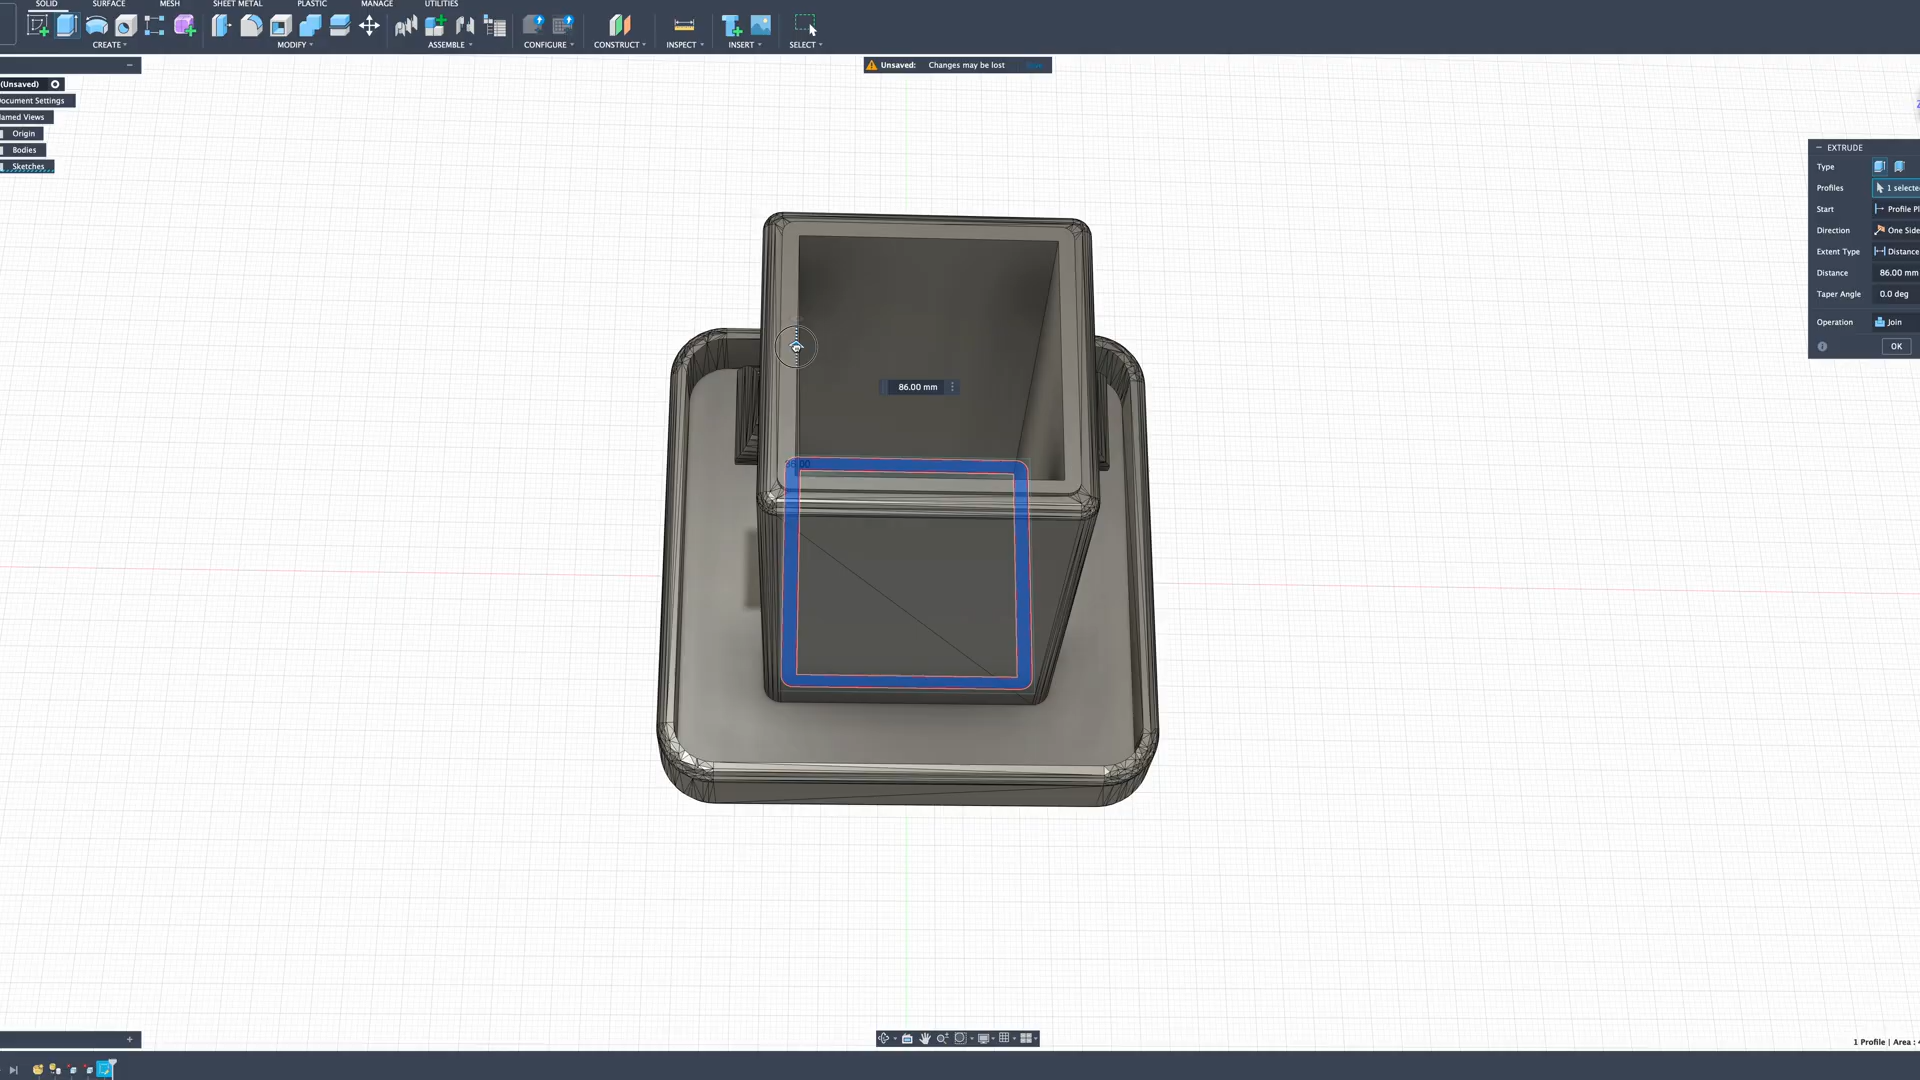 SOLID SURFACE MESH SHEET METAL PLASTIC MANAGE UTILITIES
CREATE MODIFY ASSEMBLE CONFIGURE CONSTRUCT INSPECT INSERT SELECT
Unsaved: Changes may be lost
(Unsaved)
ocument Settings
amed Views
Origin
Bodies
Sketches
EXTRUDE
Type
Profiles 1 selecte
Start Profile Pl
Direction One Side
Extent Type Distance
Distance 86.00 mm
Taper Angle 0.0 deg
Operation Join
OK
86.00 mm
1 Profile | Area :